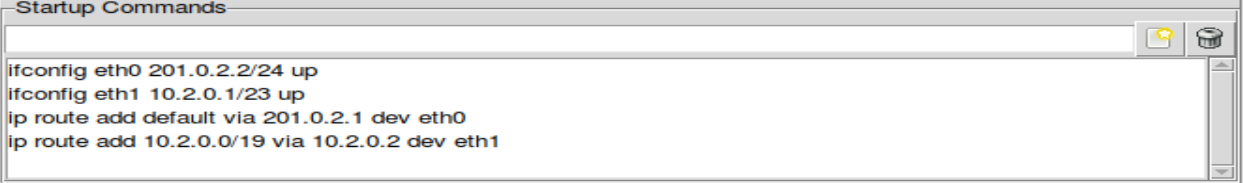 Startup Commands
ifconfig eth0 201.0.2.2/24 up
ifconfig eth1 10.2.0.1/23 up
ip route add default via 201.0.2.1 dev eth0
ip route add 10.2.0.0/19 via 10.2.0.2 dev eth1